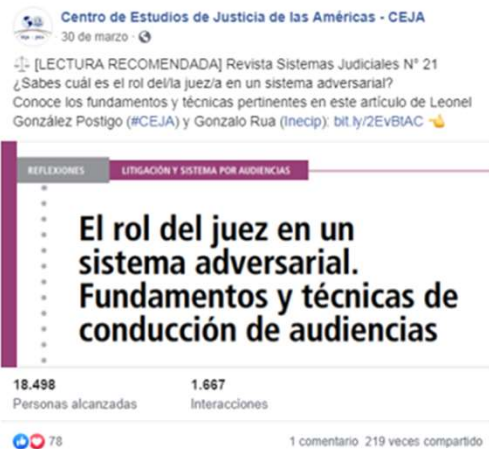 Centro de Estudios de Justicia de las Américas - CEJA
30 de marzo ·
[LECTURA RECOMENDADA] Revista Sistemas Judiciales N° 21
¿Sabes cuál es el rol del/la juez/a en un sistema adversarial?
Conoce los fundamentos y técnicas pertinentes en este artículo de Leonel
González Postigo (#CEJA) y Gonzalo Rua (Inecip): bit.ly/2EvBtAC
REFLEXIONES LITIGACIÓN Y SISTEMA POR AUDIENCIAS
El rol del juez en un
sistema adversarial.
Fundamentos y técnicas de
conducción de audiencias
18.498 1.667
Personas alcanzadas Interacciones
78 1 comentario 219 veces compartido